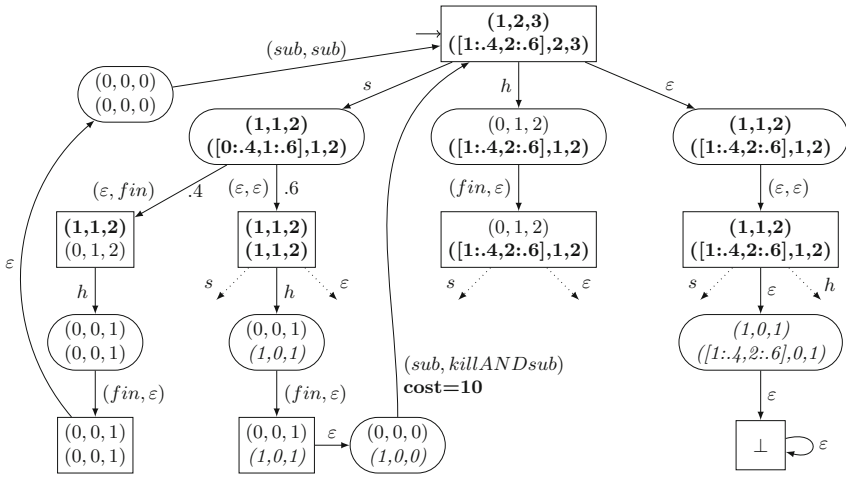 (1,2,3)
([1:.4,2:.6],2,3)
(sub, sub)
(0, 0, 0)
(0, 0, 0)
s
h
ε
(1,1,2)
([0:.4,1:.6],1,2)
(0, 1, 2)
([1:.4,2:.6],1,2)
(1,1,2)
([1:.4,2:.6],1,2)
(ε, fin)
.4
(ε, ε)
.6
(fin, ε)
(ε, ε)
(1,1,2)
(0, 1, 2)
(1,1,2)
(1,1,2)
(0, 1, 2)
([1:.4,2:.6],1,2)
(1,1,2)
([1:.4,2:.6],1,2)
ε
h
s
h
ε
s
ε
s
ε
h
(0, 0, 1)
(0, 0, 1)
(0, 0, 1)
(1,0,1)
(1,0,1)
([1:.4,2:.6],0,1)
(sub, killANDsub)
cost=10
(fin, ε)
(fin, ε)
ε
(0, 0, 1)
(0, 0, 1)
(0, 0, 1)
(1,0,1)
ε
(0, 0, 0)
(1,0,0)
⊥
ε